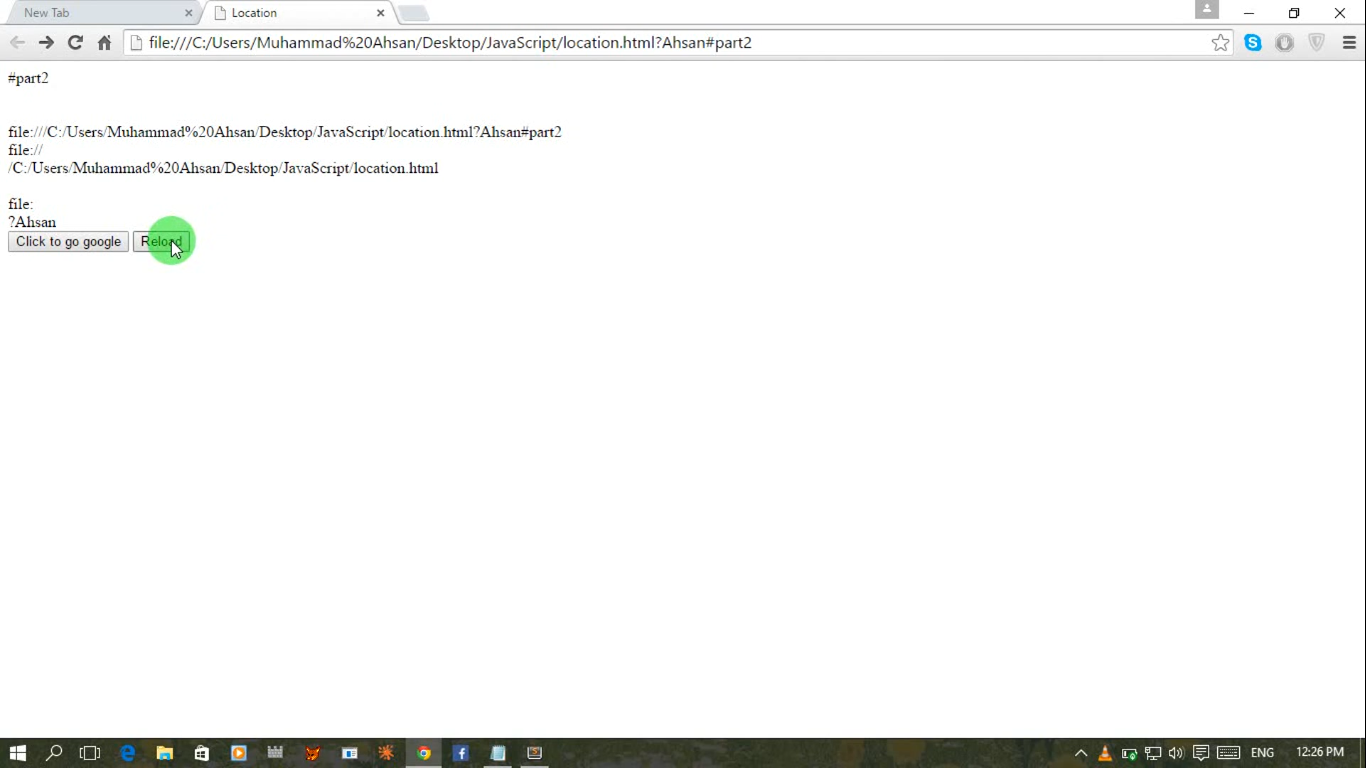 New Tab
Location
file:///C:/Users/Muhammad%20Ahsan/Desktop/JavaScript/location.html?Ahsan#part2
#part2
file:///C:/Users/Muhammad%20Ahsan/Desktop/JavaScript/location.html?Ahsan#part2
file://
/C:/Users/Muhammad%20Ahsan/Desktop/JavaScript/location.html
file:
?Ahsan
Click to go google Reload
ENG 12:26 PM